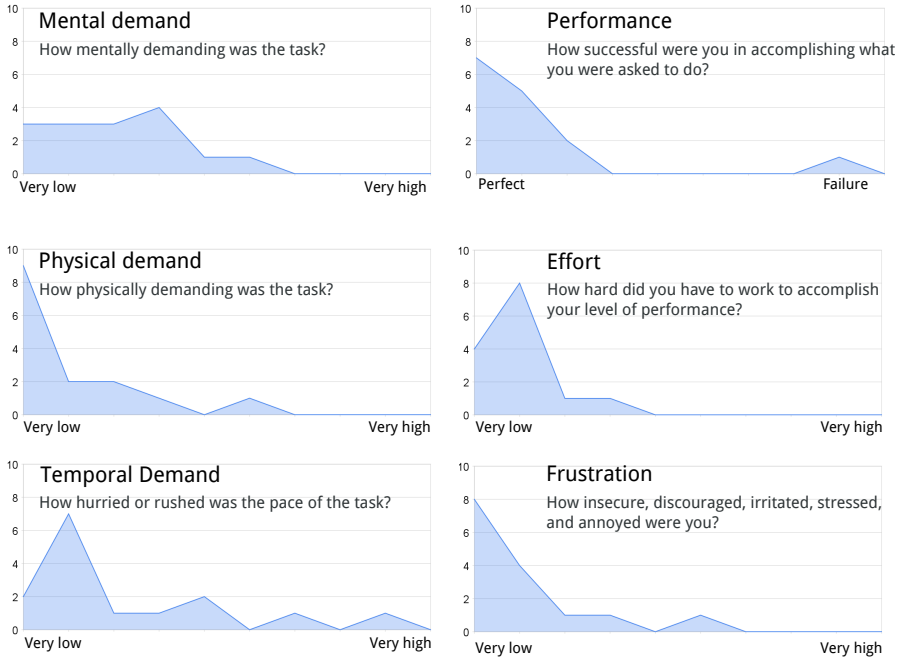 Mental demand
How mentally demanding was the task?
10
8
6
4
2
0
Very low Very high
Performance
How successful were you in accomplishing what
you were asked to do?
10
8
6
4
2
0
Perfect Failure
Physical demand
How physically demanding was the task?
10
8
6
4
2
0
Very low Very high
Effort
How hard did you have to work to accomplish
your level of performance?
10
8
6
4
2
0
Very low Very high
Temporal Demand
How hurried or rushed was the pace of the task?
10
8
6
4
2
0
Very low Very high
Frustration
How insecure, discouraged, irritated, stressed,
and annoyed were you?
10
8
6
4
2
0
Very low Very high